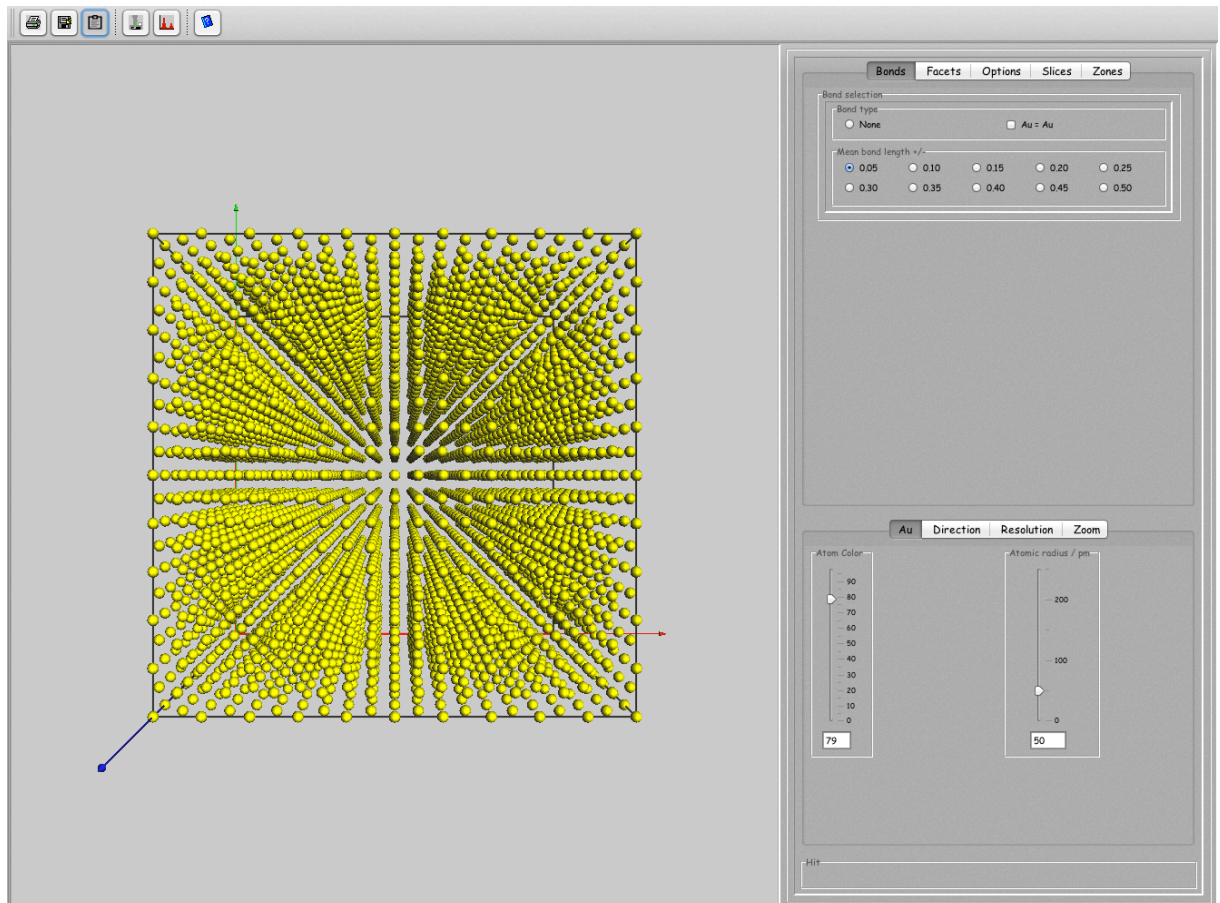 Bonds Facets Options Slices Zones
Bond selection
Bond type
None Au = Au
Mean bond length +/-
0.05 0.10 0.15 0.20 0.25
0.30 0.35 0.40 0.45 0.50
Au Direction Resolution Zoom
Atom Color
90
80
70
60
50
40
30
20
10
0
79
Atomic radius / pm
200
100
0
50
Hit